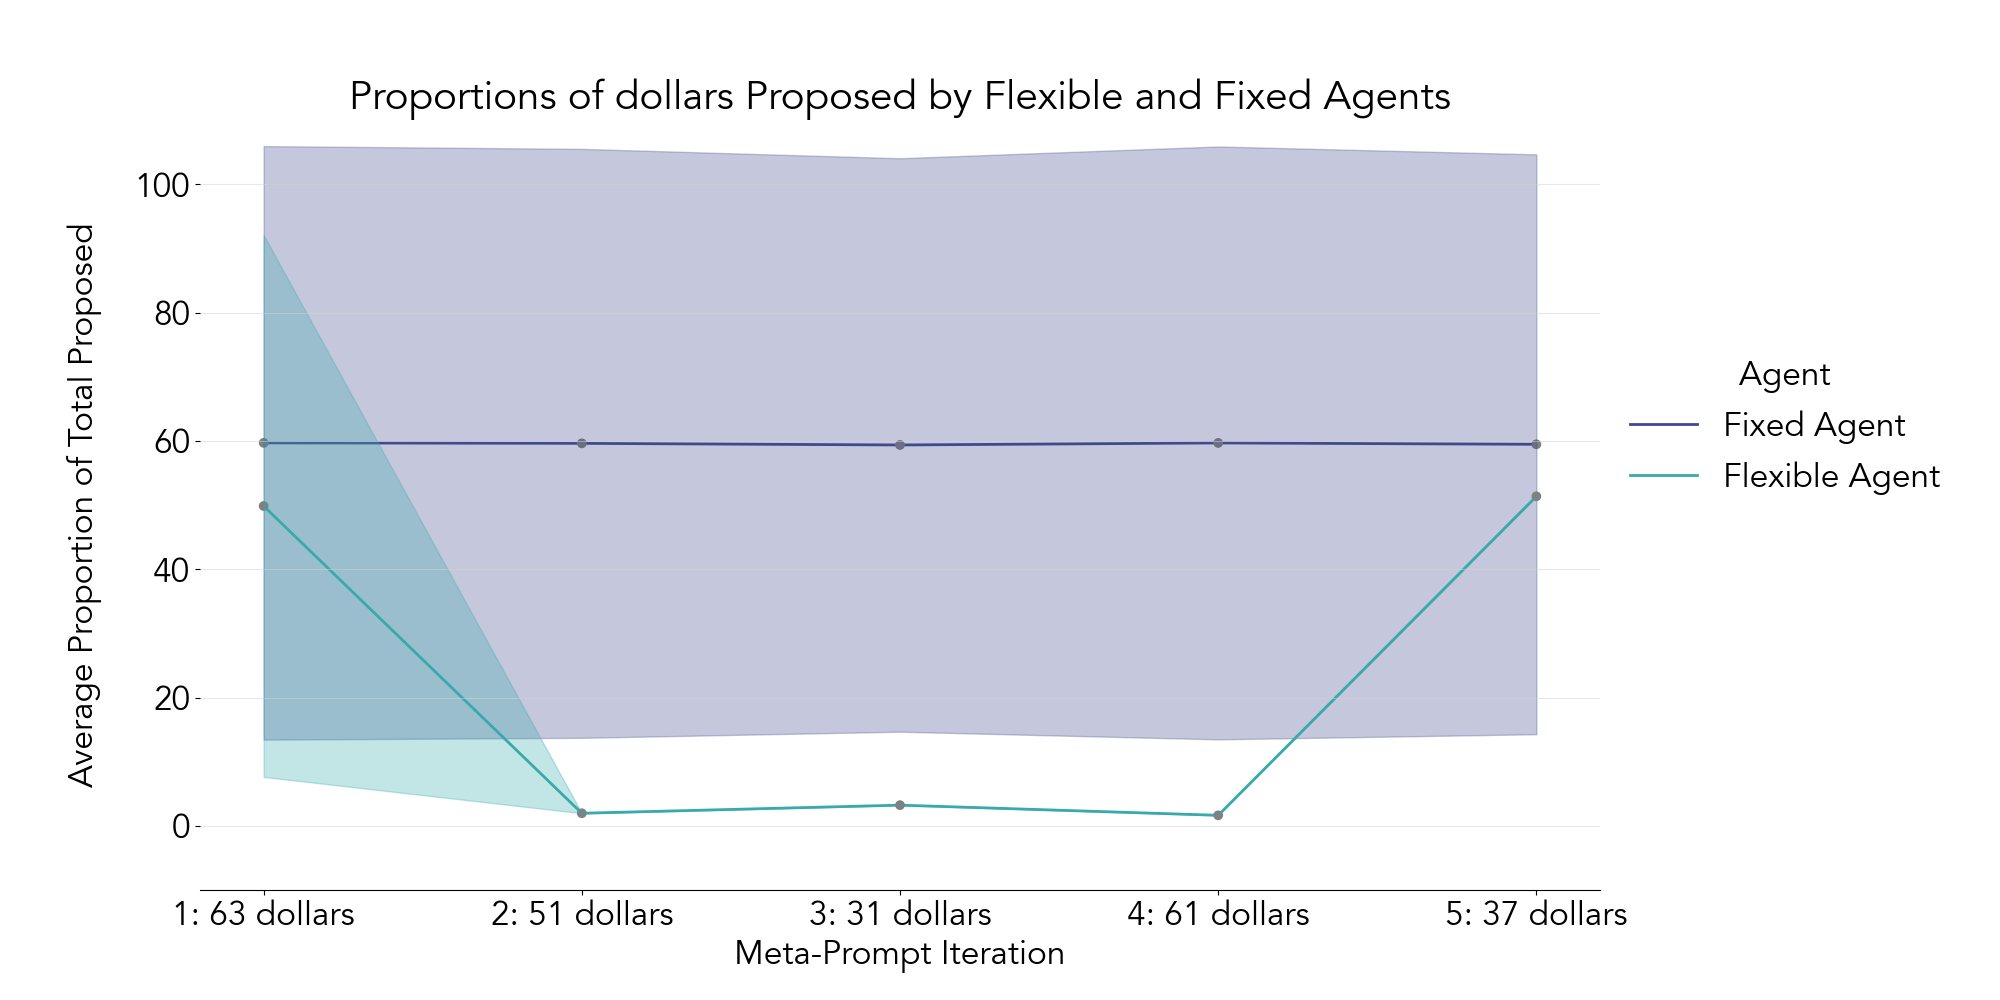 Proportions of dollars Proposed by Flexible and Fixed Agents
Average Proportion of Total Proposed
100
80
60
40
20
0
1: 63 dollars
2: 51 dollars
3: 31 dollars
4: 61 dollars
5: 37 dollars
Meta-Prompt Iteration
Agent
Fixed Agent
Flexible Agent